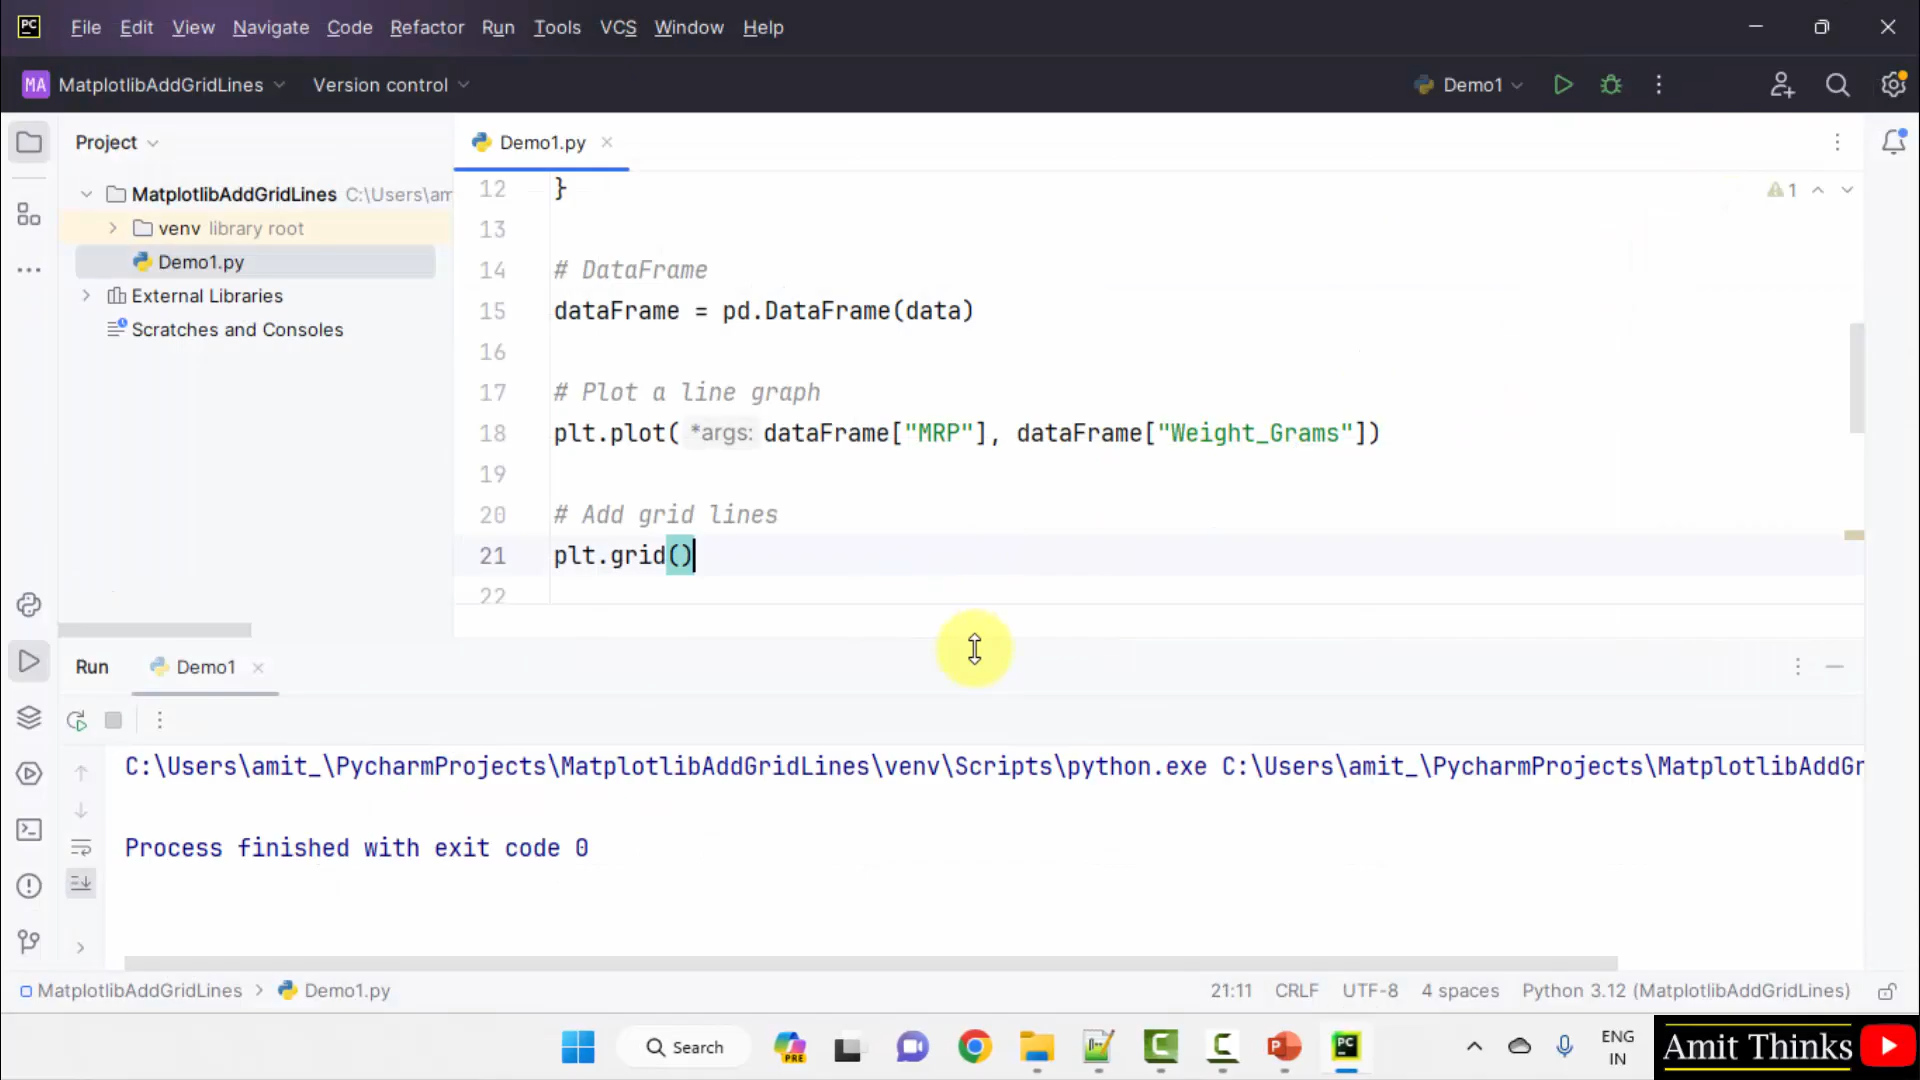 PC File Edit View Navigate Code Refactor Run Tools VCS Window Help
MA MatplotlibAddGridLines Version control Demo1
Project
Demo1.py
MatplotlibAddGridLines C:\Users\am
venv library root
Demo1.py
External Libraries
Scratches and Consoles
1
12 }
13
14 # DataFrame
15 dataFrame = pd.DataFrame(data)
16
17 # Plot a line graph
18 plt.plot( *args: dataFrame["MRP"], dataFrame["Weight_Grams"])
19
20 # Add grid lines
21 plt.grid()
22
Run Demo1
C:\Users\amit_\PycharmProjects\MatplotlibAddGridLines\venv\Scripts\python.exe C:\Users\amit_\PycharmProjects\MatplotlibAddGr
Process finished with exit code 0
MatplotlibAddGridLines > Demo1.py 21:11 CRLF UTF-8 4 spaces Python 3.12 (MatplotlibAddGridLines)
Search PRE PC ENG
IN
Amit Thinks